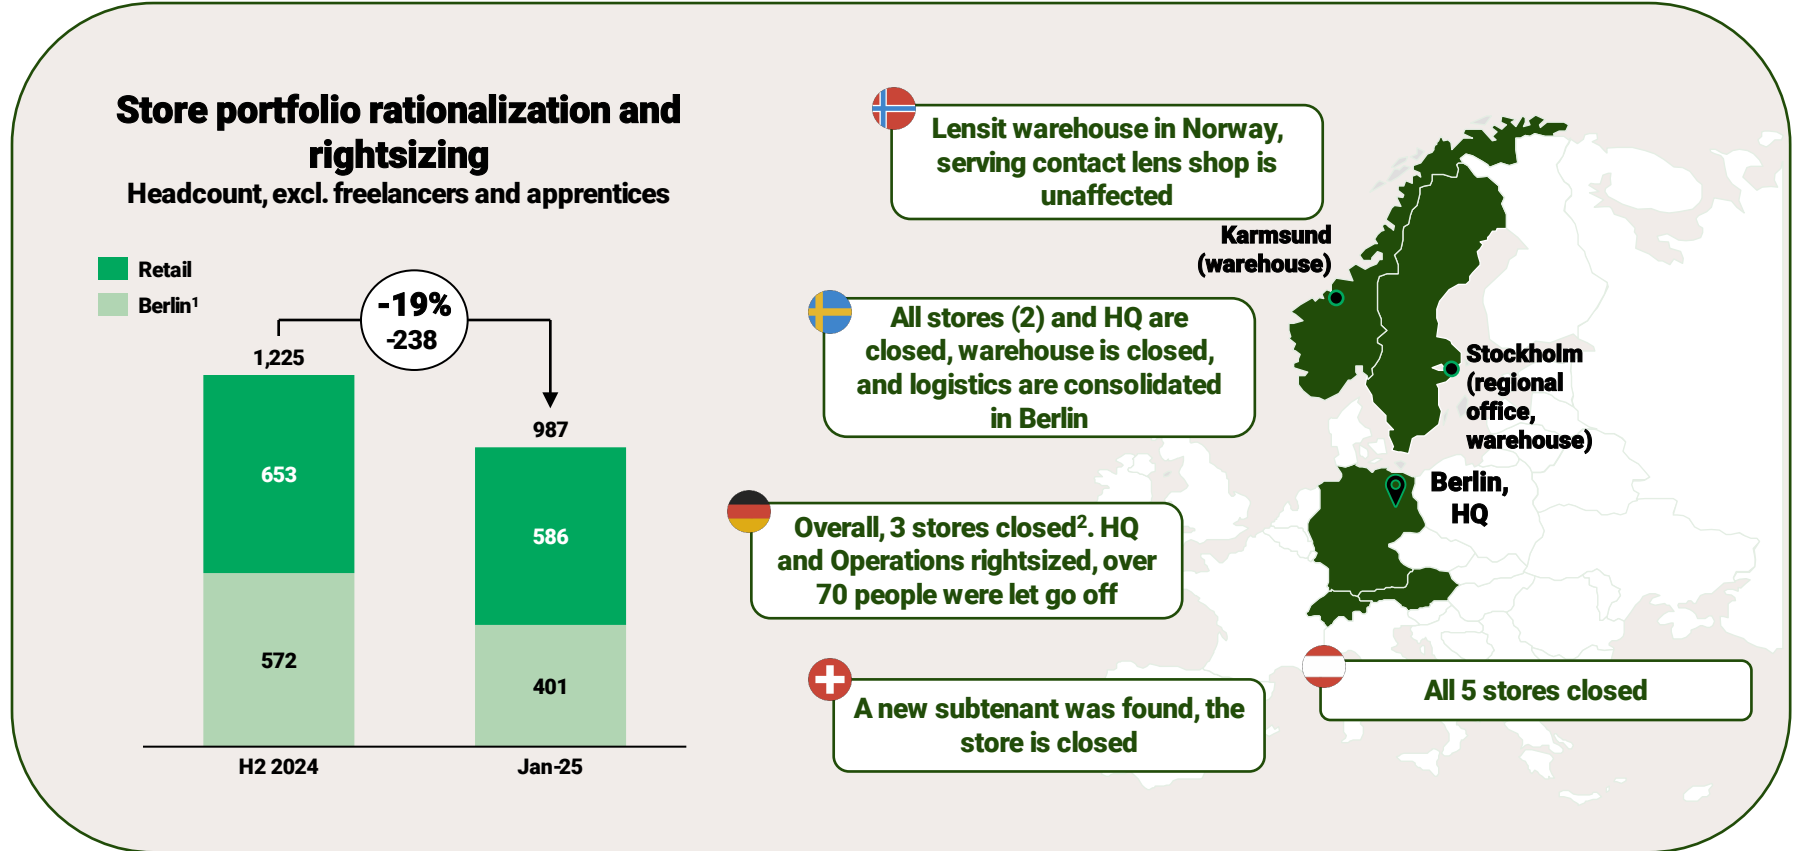 Store portfolio rationalization and
rightsizing
Headcount, excl. freelancers and apprentices
Retail
Berlin¹
-19%
-238
1,225
987
653
586
572
401
H2 2024
Jan-25
Lensit warehouse in Norway,
serving contact lens shop is
unaffected
Karmsund
(warehouse)
All stores (2) and HQ are
closed, warehouse is closed,
and logistics are consolidated
in Berlin
Stockholm
(regional
office,
warehouse)
Berlin,
HQ
Overall, 3 stores closed². HQ
and Operations rightsized, over
70 people were let go off
A new subtenant was found, the
store is closed
All 5 stores closed